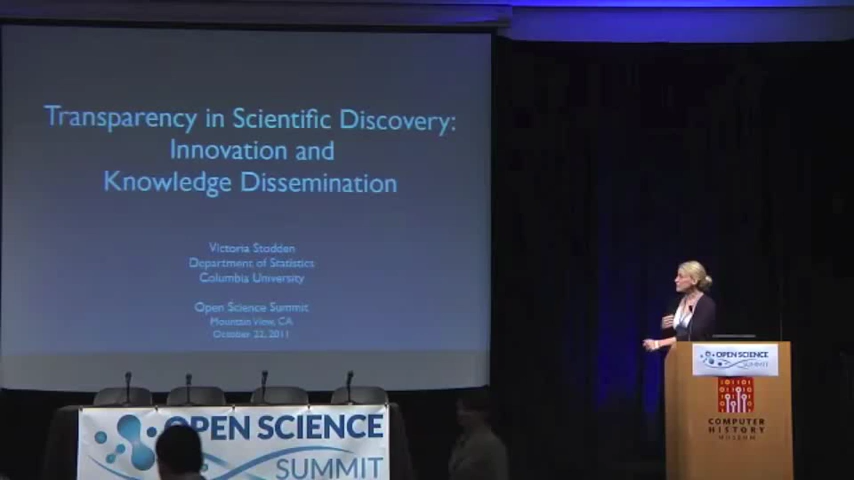 Transparency in Scientific Discovery:
Innovation and
Knowledge Dissemination
Victoria Stodden
Department of Statistics
Columbia University
Open Science Summit
Mountain View, CA
October 22, 2011
OPEN SCIENCE
SUMMIT
OPEN SCIENCE
SUMMIT
COMPUTER
HISTORY
MUSEUM